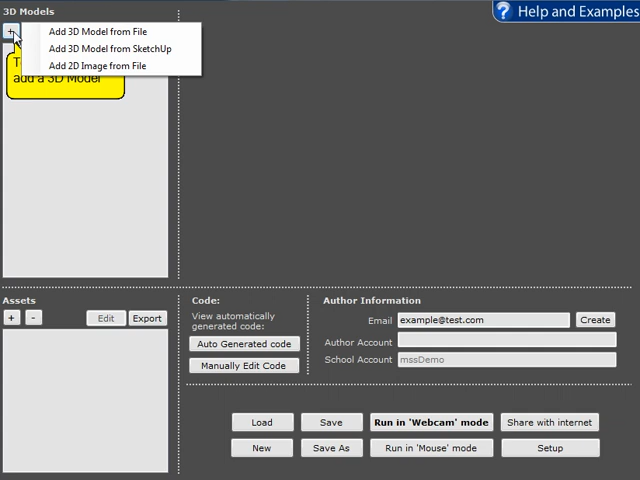 3D Models
Help and Examples
+
Add 3D Model from File
Add 3D Model from SketchUp
Add 2D Image from File
add a 3D Model
Assets
+ - Edit Export
Code:
View automatically
generated code:
Auto Generated code
Manually Edit Code
Author Information
Email example@test.com Create
Author Account
School Account mssDemo
Load Save Run in 'Webcam' mode Share with internet
New Save As Run in 'Mouse' mode Setup